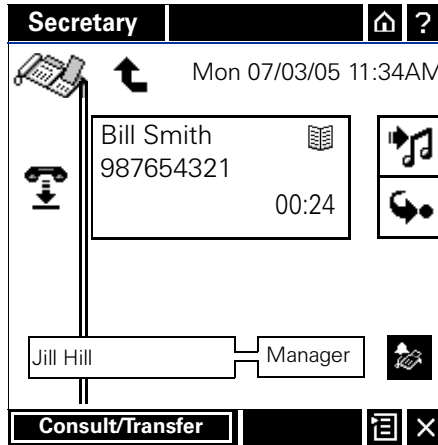 Secretary ?
Mon 07/03/05 11:34AM
Bill Smith
987654321
00:24
Jill Hill Manager
Consult/Transfer